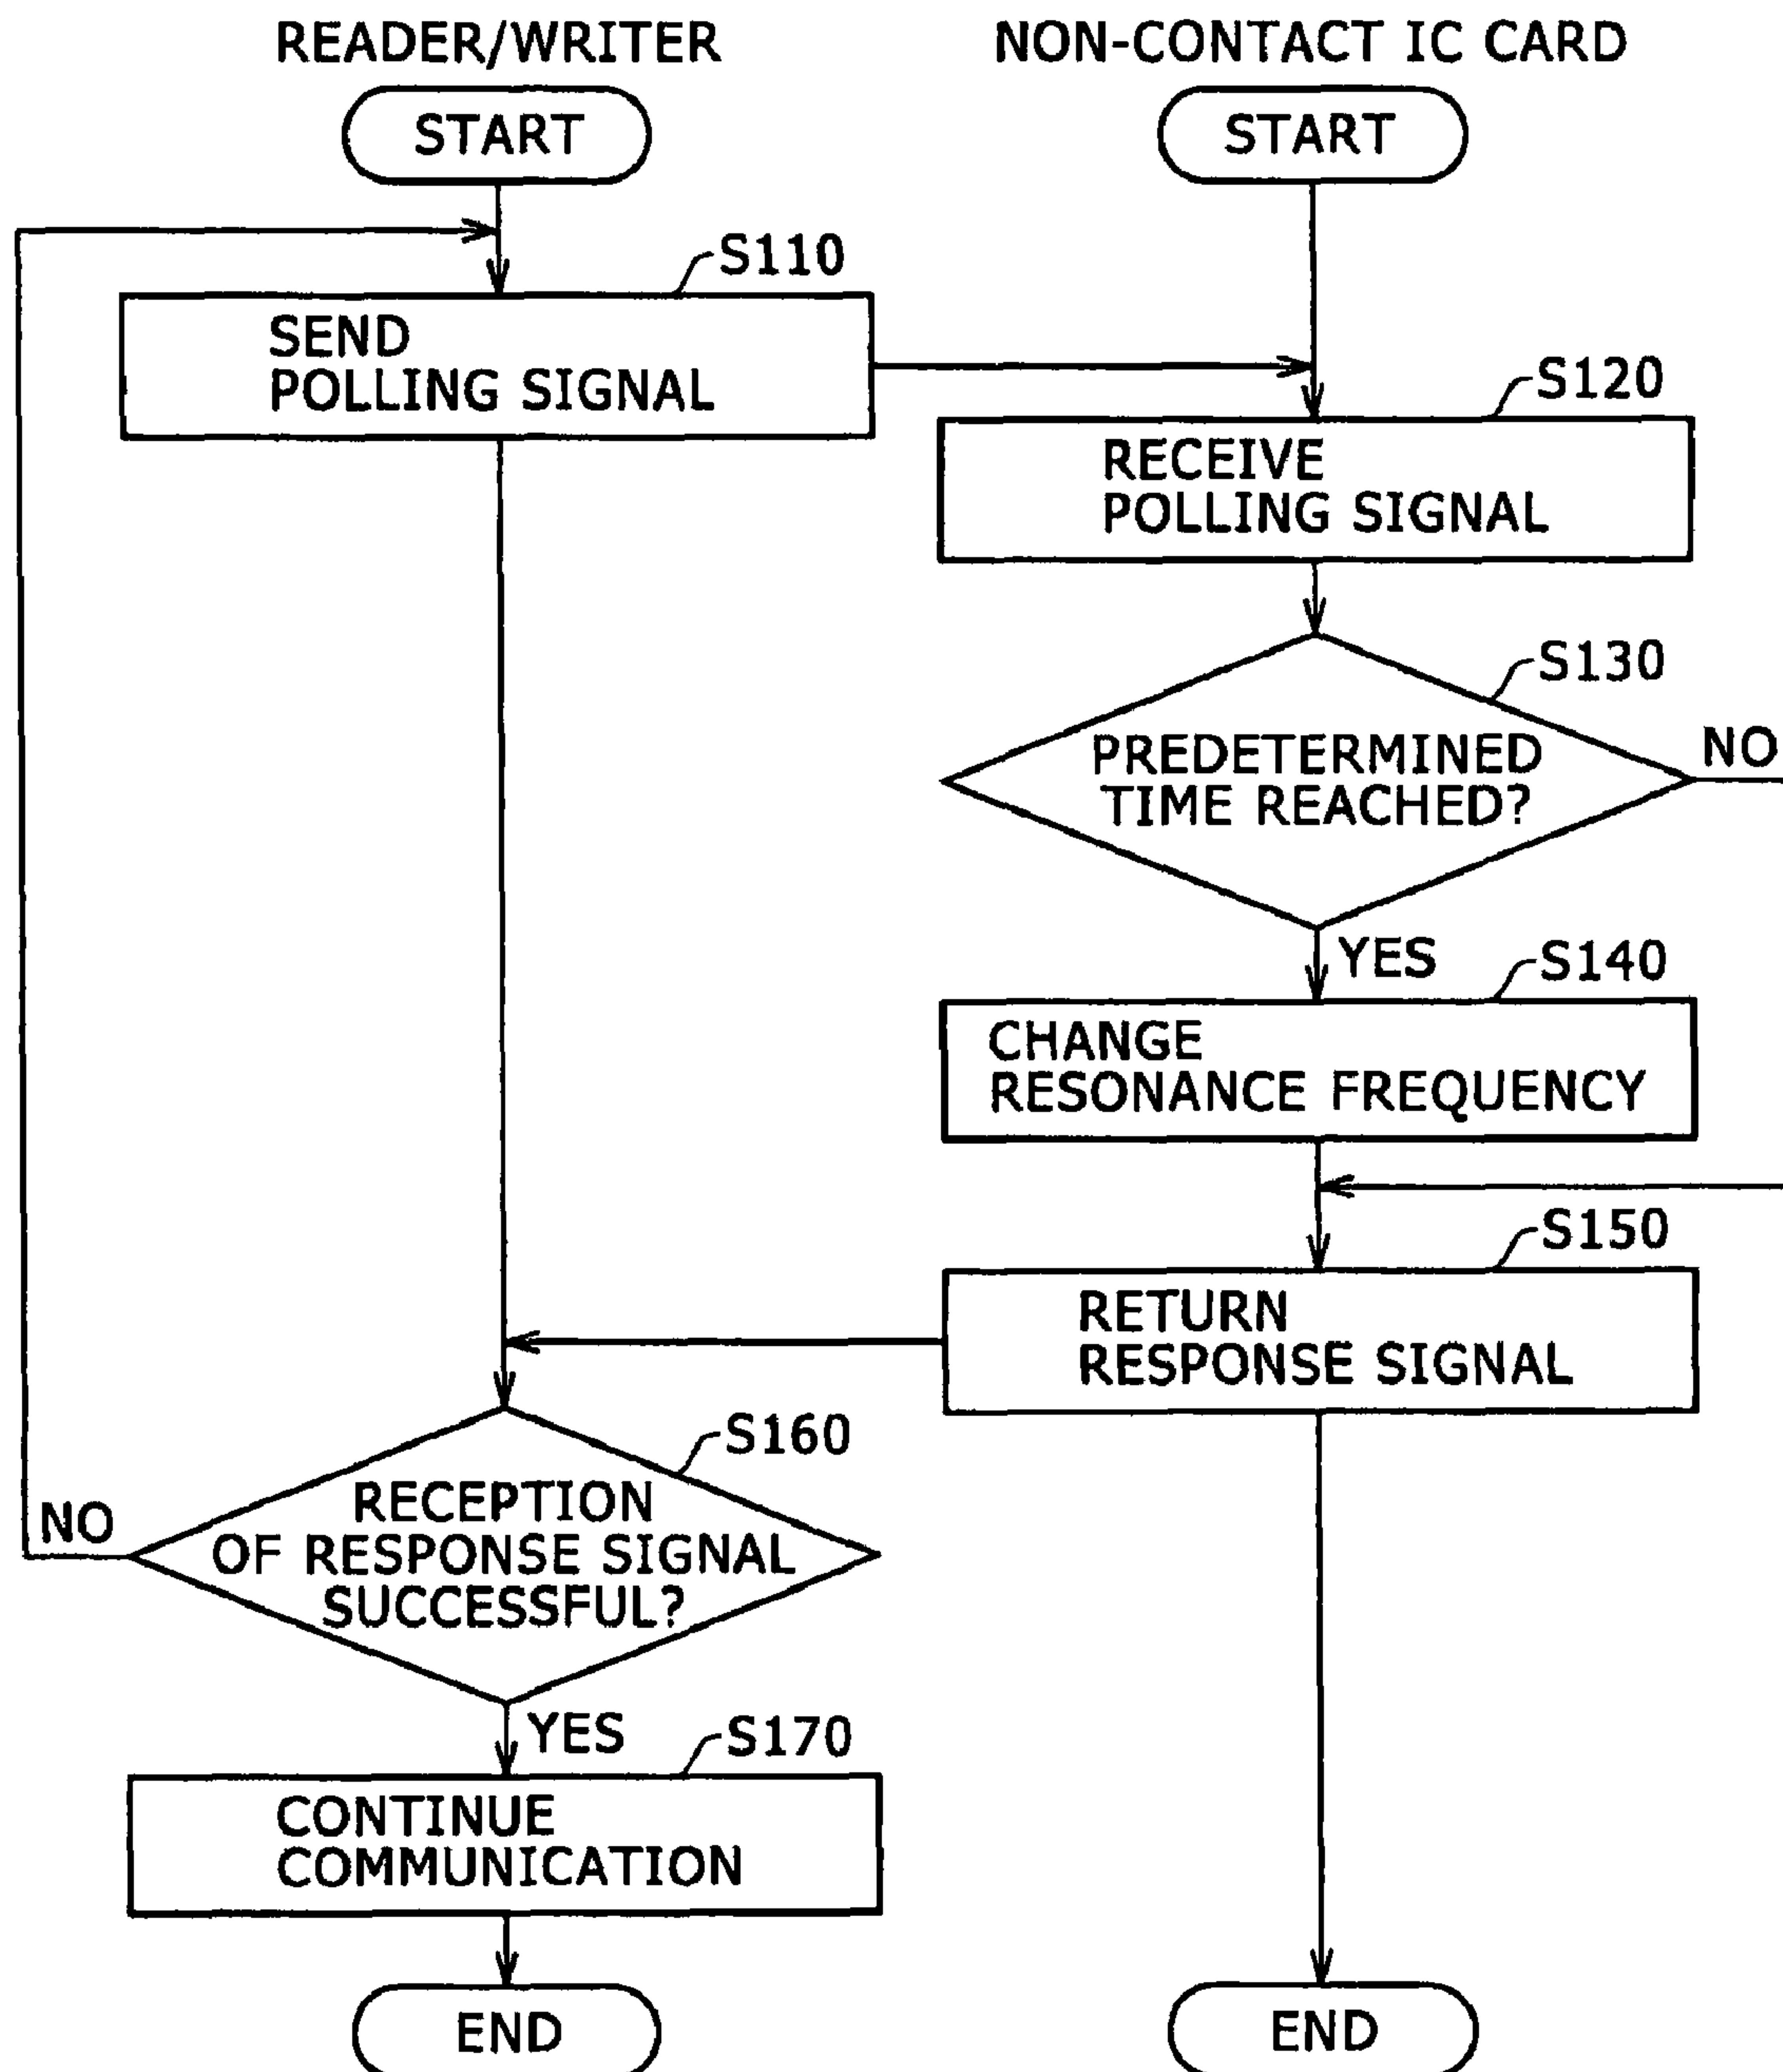 READER/WRITER
NON-CONTACT IC CARD
START
START
S110
SEND
POLLING SIGNAL
S120
RECEIVE
POLLING SIGNAL
S130
PREDETERMINED
TIME REACHED?
NO
YES
S140
CHANGE
RESONANCE FREQUENCY
S150
RETURN
RESPONSE SIGNAL
S160
RECEPTION
OF RESPONSE SIGNAL
SUCCESSFUL?
NO
YES
S170
CONTINUE
COMMUNICATION
END
END